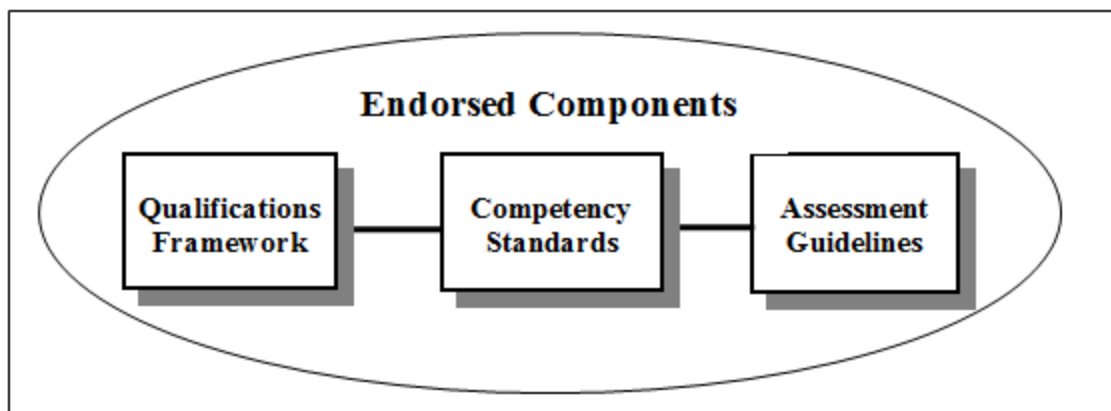 Endorsed Components
Qualifications
Framework
Competency
Standards
Assessment
Guidelines